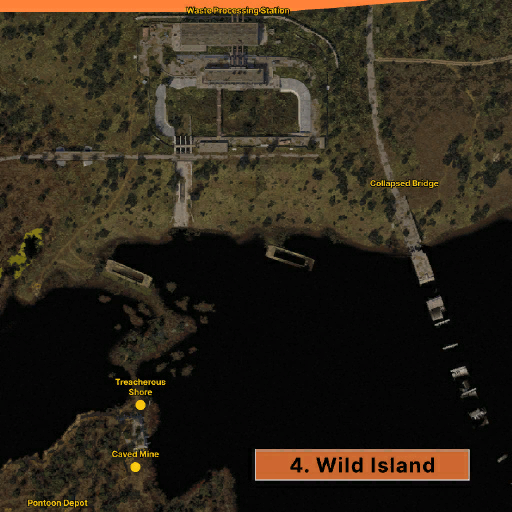 Waste Processing Station
Collapsed Bridge
Treacherous
Shore
Caved Mine
4. Wild Island
Pontoon Depot